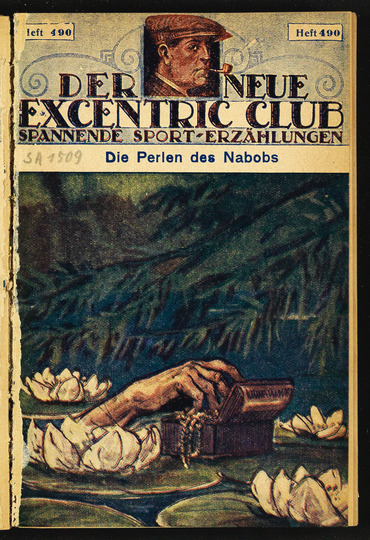 Heft 490
Heft 490
DER NEUE
EXCENTRIC CLUB
SPANNENDE SPORT-ERZÄHLUNGEN
SA 1509
Die Perlen des Nabobs